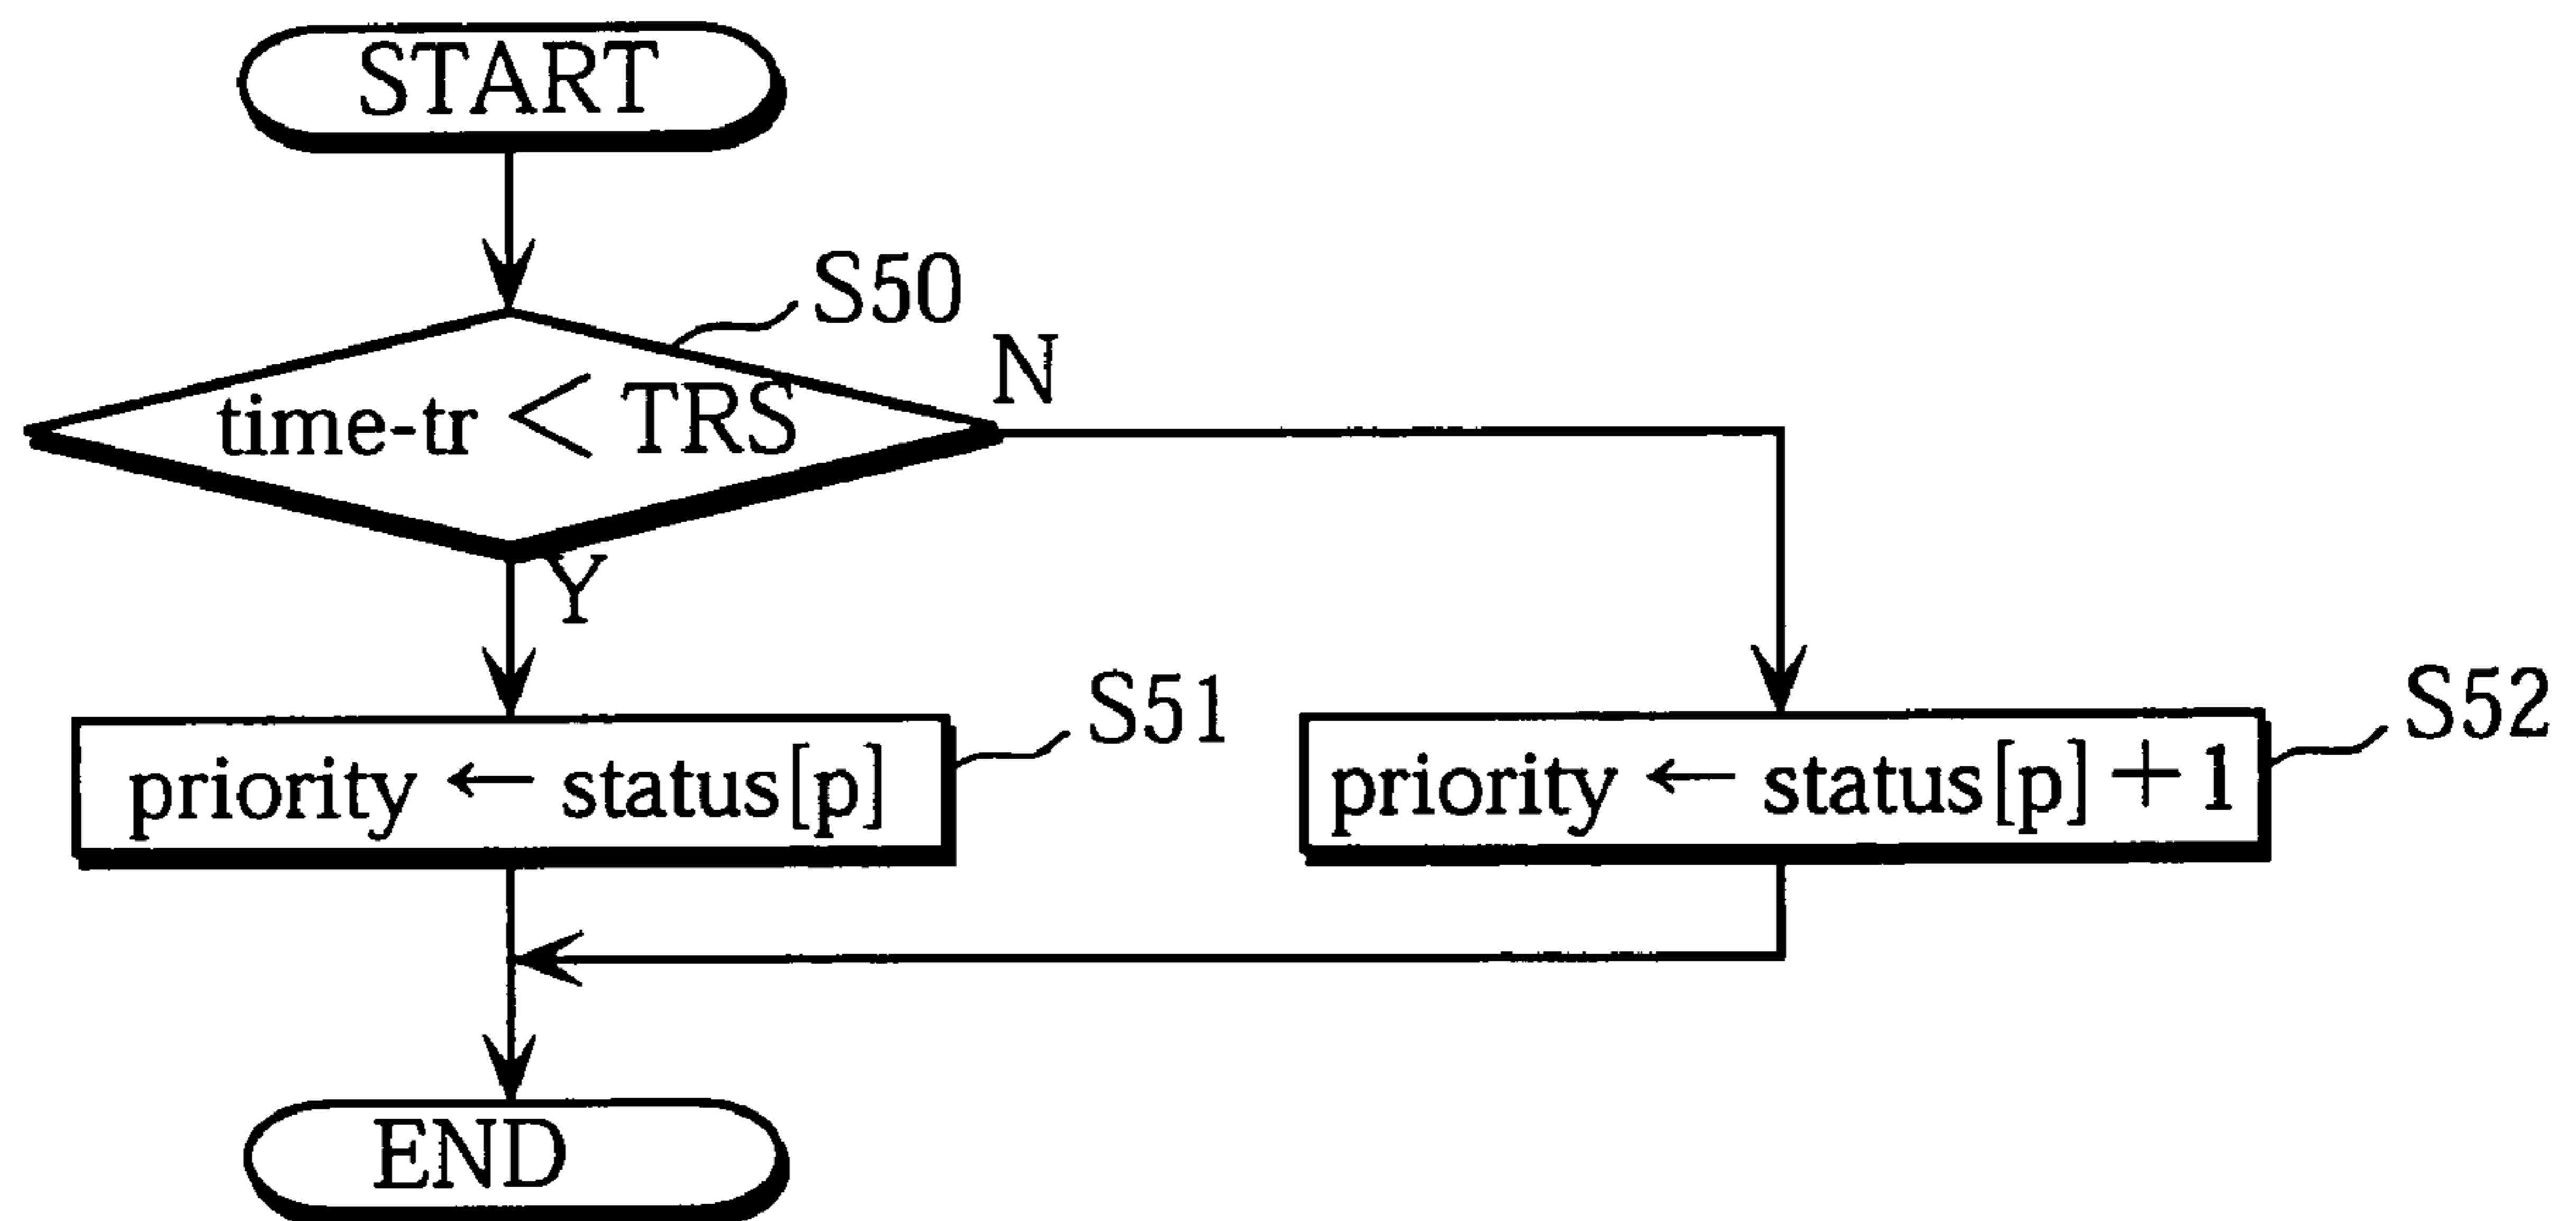 START
S50
N
time-tr < TRS
Y
S51
S52
priority ← status[p]
priority ← status[p] + 1
END